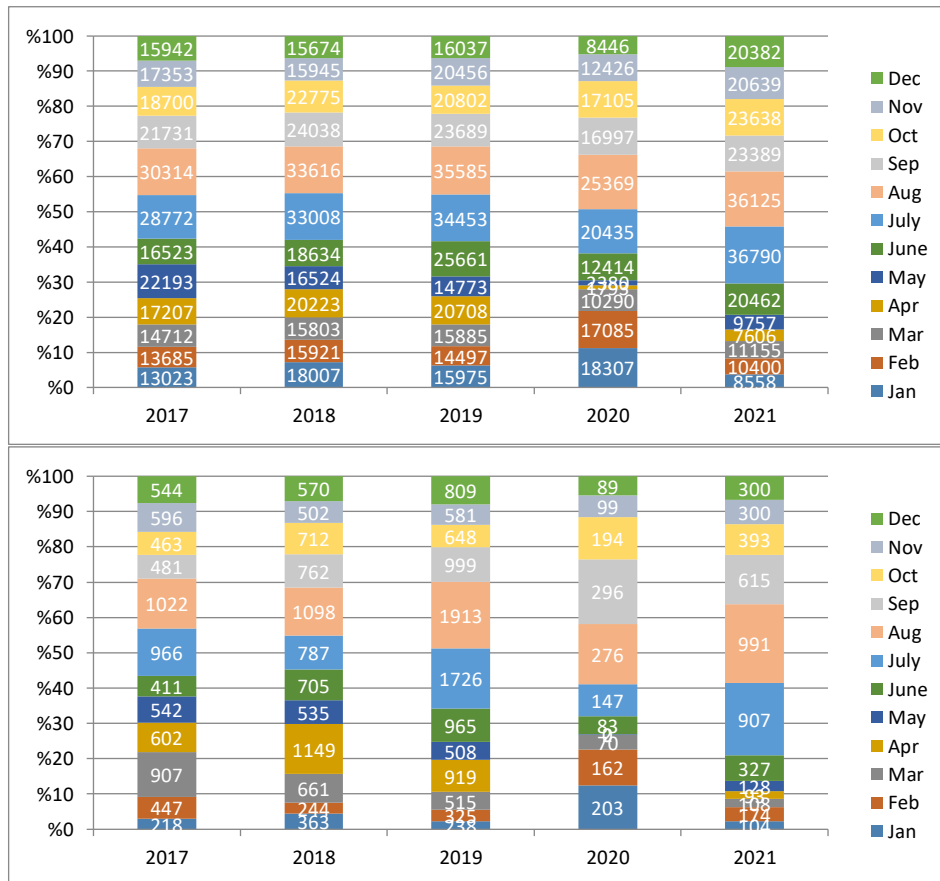 %100
%90
%80
%70
%60
%50
%40
%30
%20
%10
%0
15942 15674 16037 8446 20382
17353 15945 20456 12426 20639
18700 22775 20802 17105 23638
21731 24038 23689 16997 23389
30314 33616 35585 25369 36125
28772 33008 34453 20435 36790
16523 18634 25661 12414 20462
22193 16524 14773 2380 9757
17207 20223 20708 1795 7606
14712 15803 15885 10290 11155
13685 15921 14497 17085 10400
13023 18007 15975 18307 8558
2017 2018 2019 2020 2021
Dec
Nov
Oct
Sep
Aug
July
June
May
Apr
Mar
Feb
Jan
%100
%90
%80
%70
%60
%50
%40
%30
%20
%10
%0
544 570 809 89 300
596 502 581 99 300
463 712 648 194 393
481 762 999 296 615
1022 1098 1913 276 991
966 787 1726 147 907
411 705 965 83 327
542 535 508 128
602 1149 919
907 661 515 70 108
447 244 325 162 174
218 363 238 203 104
2017 2018 2019 2020 2021
Dec
Nov
Oct
Sep
Aug
July
June
May
Apr
Mar
Feb
Jan